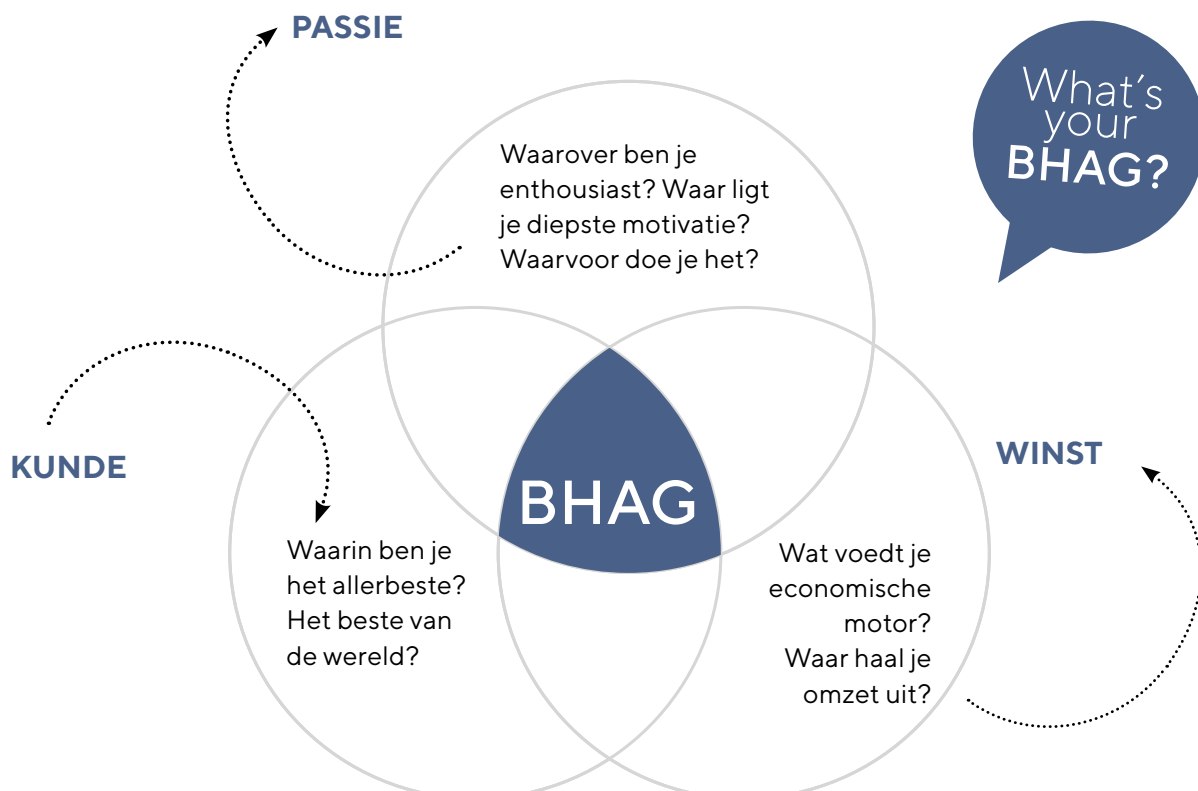 PASSIE
What's
your
BHAG?
Waarover ben je
enthousiast? Waar ligt
je diepste motivatie?
Waarvoor doe je het?
KUNDE
WINST
BHAG
Waarin ben je
het allerbeste?
Het beste van
de wereld?
Wat voedt je
economische
motor?
Waar haal je
omzet uit?